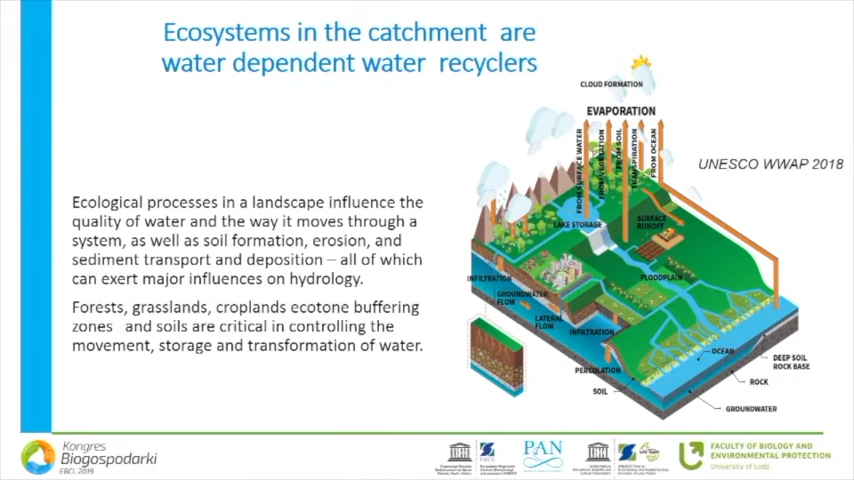 Ecosystems in the catchment are
water dependent water recyclers
CLOUD FORMATION
EVAPORATION
FROM SURFACE WATER
FROM VEGETATION
FROM SOIL
TRANSPIRATION
FROM OCEAN
UNESCO WWAP 2018
Ecological processes in a landscape influence the
quality of water and the way it moves through a
system, as well as soil formation, erosion, and
sediment transport and deposition – all of which
can exert major influences on hydrology.
Forests, grasslands, croplands ecotone buffering
zones and soils are critical in controlling the
movement, storage and transformation of water.
LAKE STORAGE
SURFACE
RUNOFF
INFILTRATION
FLOODPLAIN
GROUNDWATER
FLOW
LATERAL
FLOW
INFILTRATION
OCEAN
PERCOLATION
DEEP SOIL
ROCK BASE
SOIL
ROCK
GROUNDWATER
Kongres
Biogospodarki
EBCL 2019
PAN
FACULTY OF BIOLOGY AND
ENVIRONMENTAL PROTECTION
University of Lodz